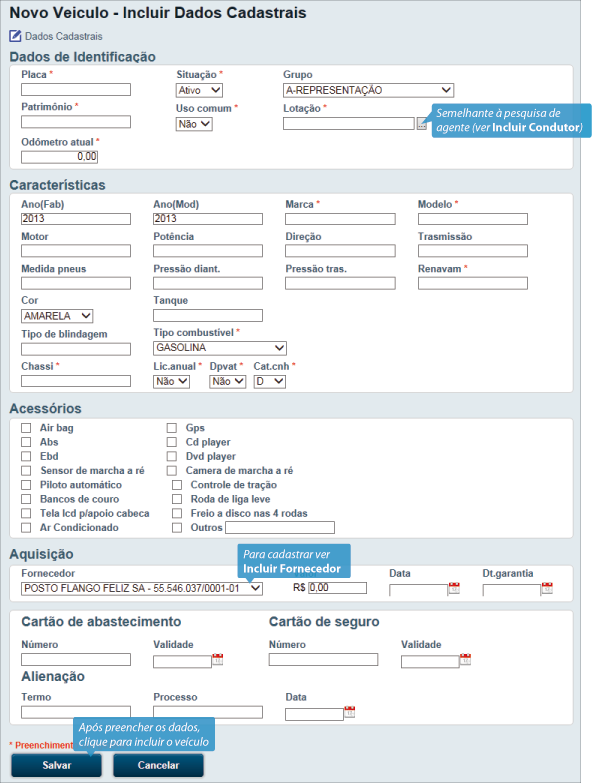 Novo Veiculo - Incluir Dados Cadastrais
Dados Cadastrais
Dados de Identificação
Placa * Situação * Grupo
Ativo A-REPRESENTAÇÃO
Patrimônio * Uso comum * Lotação *
Não
Semelhante à pesquisa de
agente (ver Incluir Condutor)
Odômetro atual *
0,00
Características
Ano(Fab) Ano(Mod) Marca * Modelo *
2013 2013
Motor Potência Direção Trasmissão
Medida pneus Pressão diant. Pressão tras. Renavam *
Cor Tanque
AMARELA
Tipo de blindagem Tipo combustível *
GASOLINA
Chassi * Lic.anual * Dpvat * Cat.cnh *
Não Não D
Acessórios
Air bag Gps
Abs Cd player
Ebd Dvd player
Sensor de marcha a ré Camera de marcha a ré
Piloto automático Controle de tração
Bancos de couro Roda de liga leve
Tela lcd p/apoio cabeca Freio a disco nas 4 rodas
Ar Condicionado Outros
Aquisição
Para cadastrar ver
Incluir Fornecedor
Fornecedor Data Dt.garantia
POSTO FLANGO FELIZ SA - 55.546.037/0001-01 R$ 0,00
Cartão de abastecimento Cartão de seguro
Número Validade Número Validade
Alienação
Termo Processo Data
Após preencher os dados,
clique para incluir o veículo
* Preenchiment
Salvar Cancelar